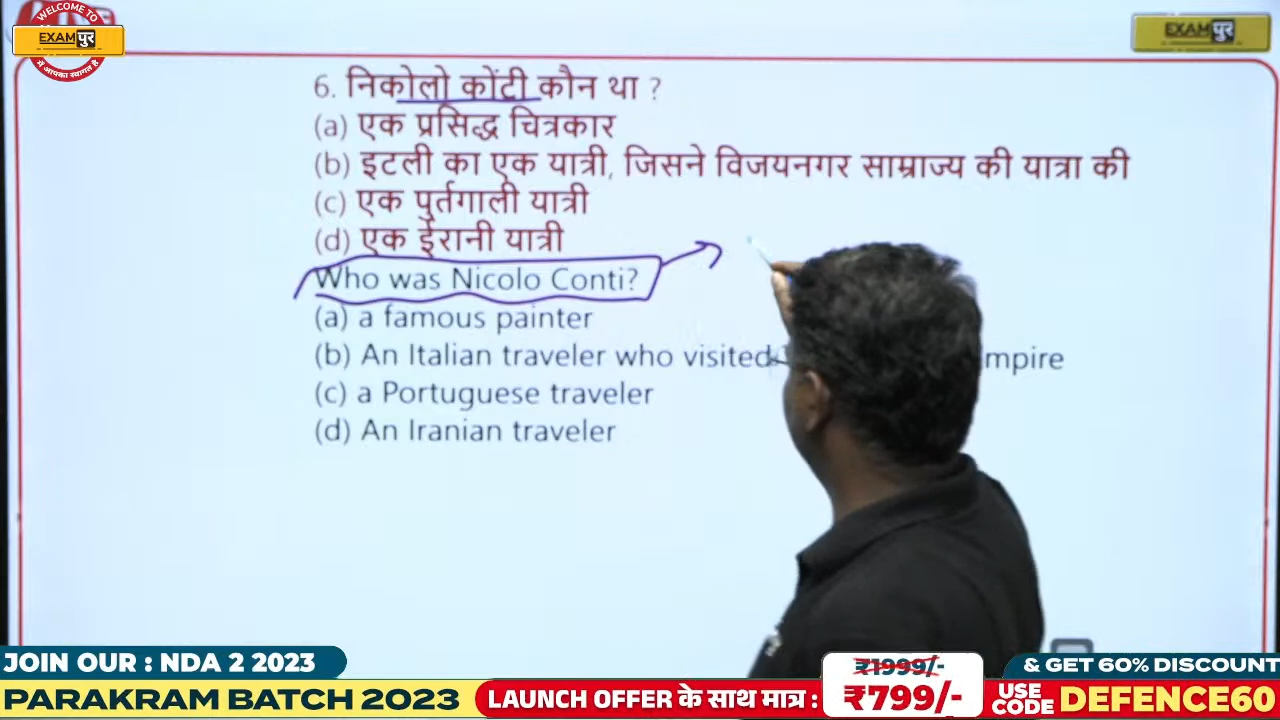 WELCOME TO
EXAMपुर
में आपका स्वागत है
EXAMपुर
6. निकोलो कोंटी कौन था ?
(a) एक प्रसिद्ध चित्रकार
(b) इटली का एक यात्री, जिसने विजयनगर साम्राज्य की यात्रा की
(c) एक पुर्तगाली यात्री
(d) एक ईरानी यात्री
Who was Nicolo Conti?
(a) a famous painter
(b) An Italian traveler who visited mpire
(c) a Portuguese traveler
(d) An Iranian traveler
JOIN OUR : NDA 2 2023
PARAKRAM BATCH 2023
LAUNCH OFFER के साथ मात्र :
₹1999/-
₹799/-
& GET 60% DISCOUNT
USE CODE DEFENCE60